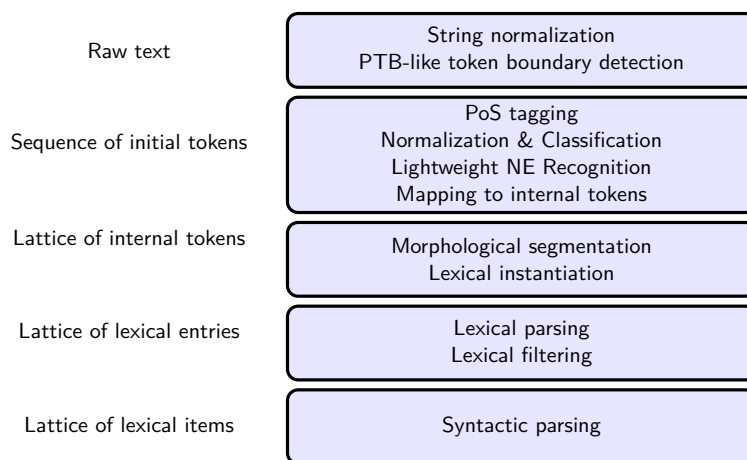 Raw text
String normalization
PTB-like token boundary detection
Sequence of initial tokens
PoS tagging
Normalization & Classification
Lightweight NE Recognition
Mapping to internal tokens
Lattice of internal tokens
Morphological segmentation
Lexical instantiation
Lattice of lexical entries
Lexical parsing
Lexical filtering
Lattice of lexical items
Syntactic parsing